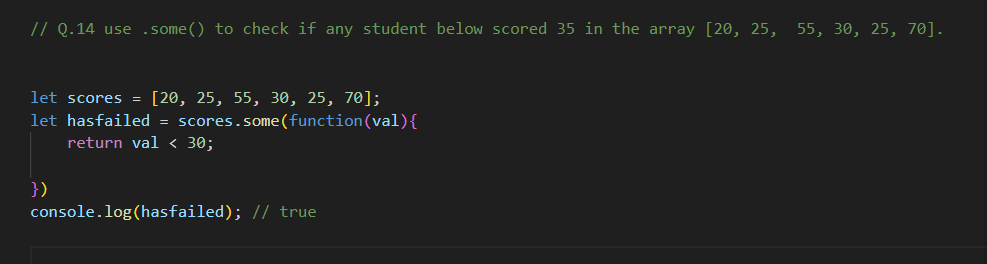 // Q.14 use .some() to check if any student below scored 35 in the array [20, 25,  55, 30, 25, 70].
let scores = [20, 25, 55, 30, 25, 70];
let hasfailed = scores.some(function(val){
    return val < 30;
})
console.log(hasfailed); // true